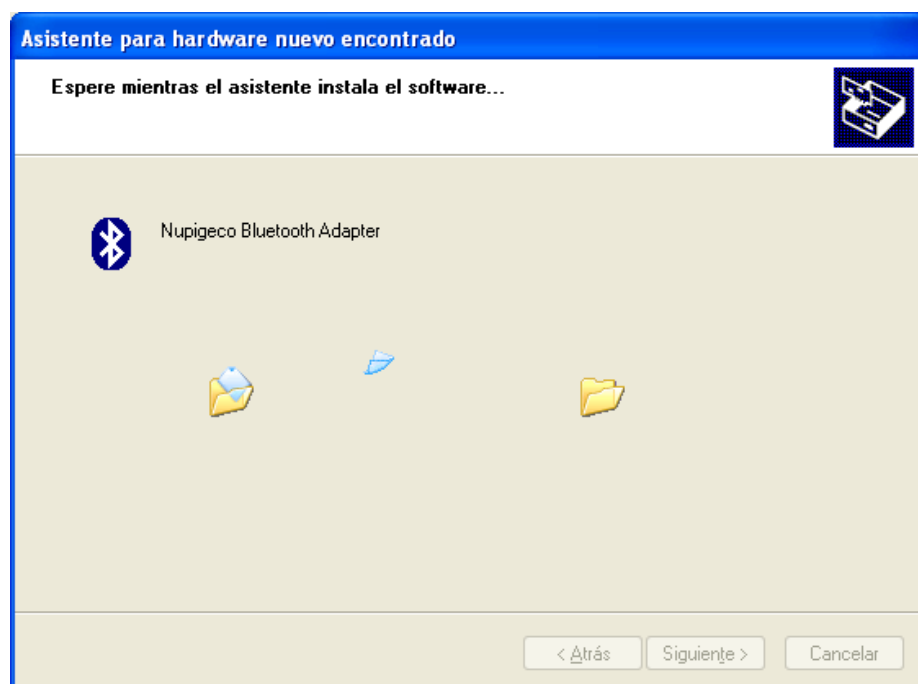 Asistente para hardware nuevo encontrado
Espere mientras el asistente instala el software...
Nupigeco Bluetooth Adapter
< Atrás
Siguiente >
Cancelar